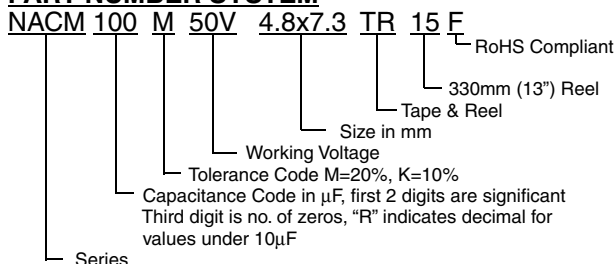 PART NUMBER SYSTEM
NACM 100 M 50V 4.8x7.3 TR 15 F
RoHS Compliant
330mm (13”) Reel
Tape & Reel
Size in mm
Working Voltage
Tolerance Code M=20%, K=10%
Capacitance Code in μF, first 2 digits are significant
Third digit is no. of zeros, “R” indicates decimal for
values under 10μF
Series